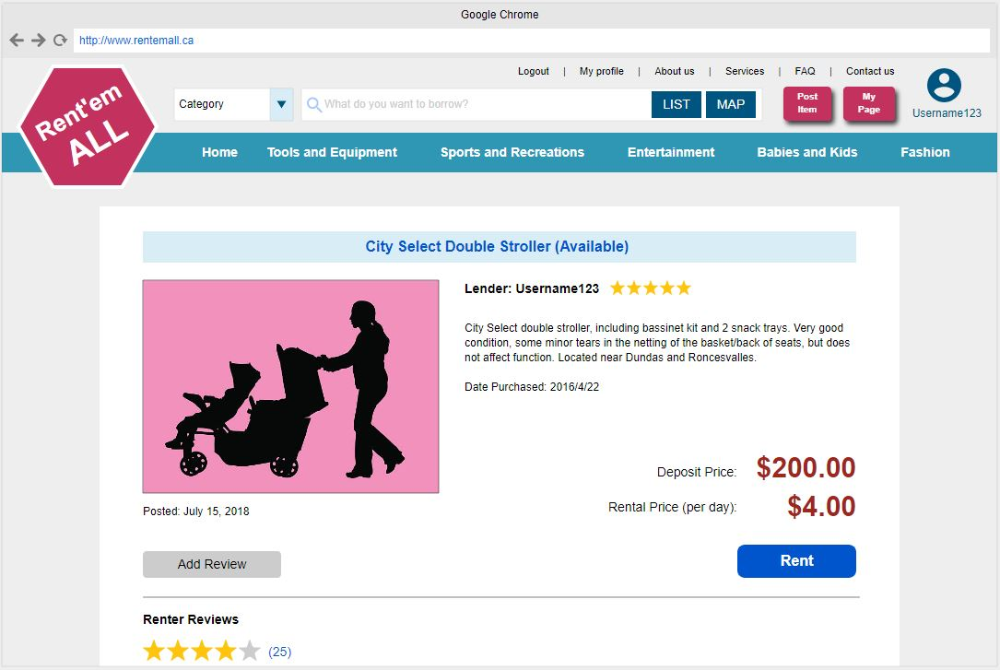 Google Chrome
http://www.rentemall.ca
Logout | My profile | About us | Services | FAQ | Contact us
Rent'em
ALL
Category
What do you want to borrow?
LIST
MAP
Post
Item
My
Page
Username123
Home
Tools and Equipment
Sports and Recreations
Entertainment
Babies and Kids
Fashion
City Select Double Stroller (Available)
Lender: Username123
City Select double stroller, including bassinet kit and 2 snack trays. Very good
condition, some minor tears in the netting of the basket/back of seats, but does
not affect function. Located near Dundas and Roncesvalles.
Date Purchased: 2016/4/22
Deposit Price: $200.00
Rental Price (per day): $4.00
Posted: July 15, 2018
Add Review
Rent
Renter Reviews
(25)